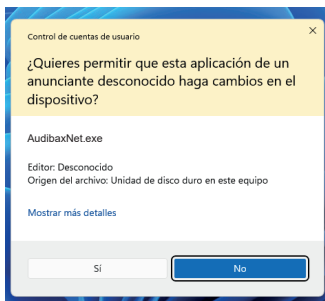 Control de cuentas de usuario
¿Quieres permitir que esta aplicación de un
anunciante desconocido haga cambios en el
dispositivo?
AudibaxNet.exe
Editor: Desconocido
Origen del archivo: Unidad de disco duro en este equipo
Mostrar más detalles
Sí
No